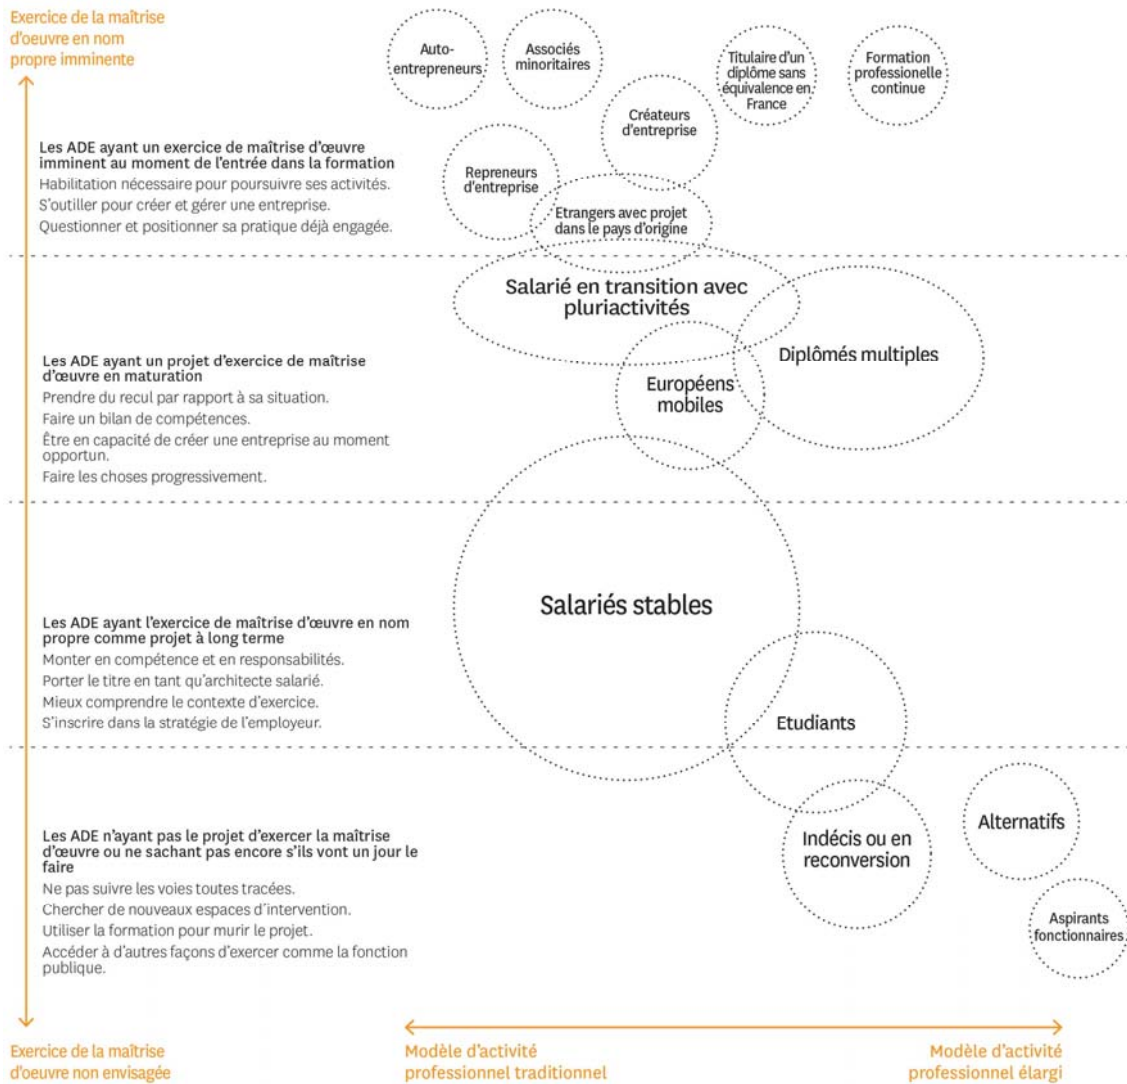 Exercice de la maîtrise
d'oeuvre en nom
propre imminente
Auto-
entrepreneurs
Associés
minoritaires
Titulaire d'un
diplôme sans
équivalence en
France
Formation
professionelle
continue
Créateurs
d'entreprise
Les ADE ayant un exercice de maîtrise d'œuvre
imminent au moment de l'entrée dans la formation
Habilitation nécessaire pour poursuivre ses activités.
S'outiller pour créer et gérer une entreprise.
Questionner et positionner sa pratique déjà engagée.
Repreneurs
d'entreprise
Etrangers avec projet
dans le pays d'origine
Salarié en transition avec
pluriactivités
Diplômés multiples
Européens
mobiles
Les ADE ayant un projet d'exercice de maîtrise
d'œuvre en maturation
Prendre du recul par rapport à sa situation.
Faire un bilan de compétences.
Être en capacité de créer une entreprise au moment
opportun.
Faire les choses progressivement.
Salariés stables
Les ADE ayant l'exercice de maîtrise d'œuvre en nom
propre comme projet à long terme
Monter en compétence et en responsabilités.
Porter le titre en tant qu'architecte salarié.
Mieux comprendre le contexte d'exercice.
S'inscrire dans la stratégie de l'employeur.
Etudiants
Les ADE n'ayant pas le projet d'exercer la maîtrise
d'œuvre ou ne sachant pas encore s'ils vont un jour le
faire
Ne pas suivre les voies toutes tracées.
Chercher de nouveaux espaces d'intervention.
Utiliser la formation pour murir le projet.
Accéder à d'autres façons d'exercer comme la fonction
publique.
Indécis ou en
reconversion
Alternatifs
Aspirants
fonctionnaires
Exercice de la maîtrise
d'oeuvre non envisagée
Modèle d'activité
professionnel traditionnel
Modèle d'activité
professionnel élargi